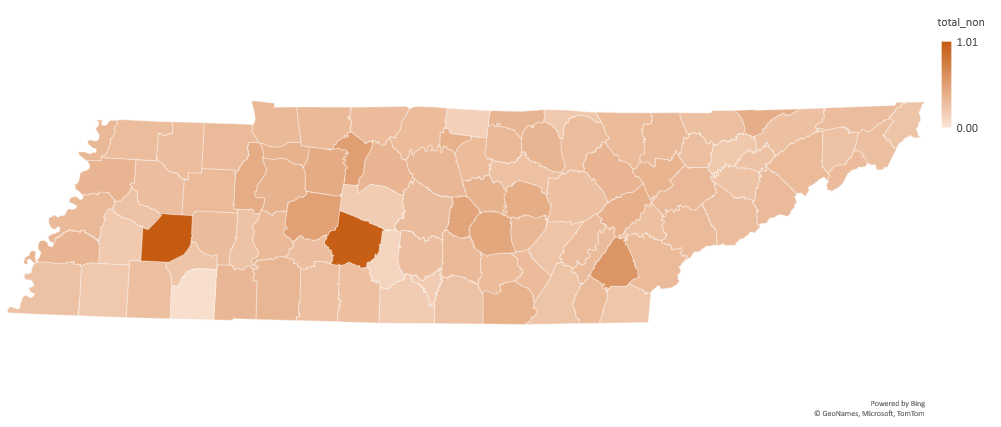 total_non
1.01
0.00
Powered by Bing
© GeoNames, Microsoft, TomTom